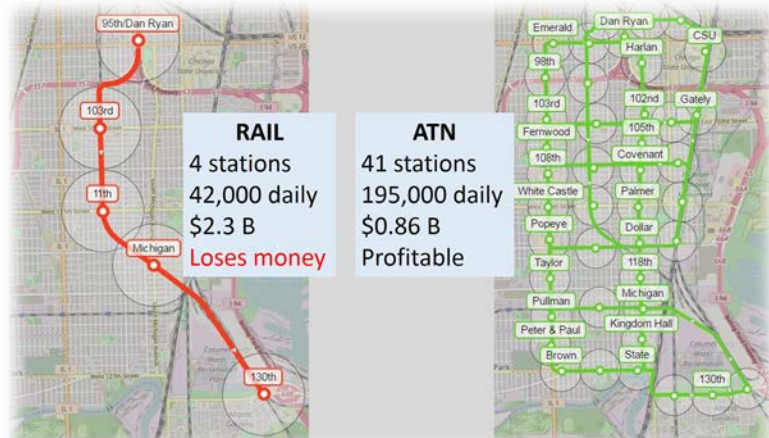 95th/Dan Ryan
103rd
11th
Michigan
130th
RAIL
4 stations
42,000 daily
$2.3 B
Loses money
ATN
41 stations
195,000 daily
$0.86 B
Profitable
Emerald
Dan Ryan
CSU
Harlan
98th
102nd
Gately
103rd
105th
Fernwood
Covenant
108th
White Castle
Palmer
Popeye
Dollar
Taylor
118th
Pullman
Michigan
Peter & Paul
Kingdom Hall
Brown
State
130th